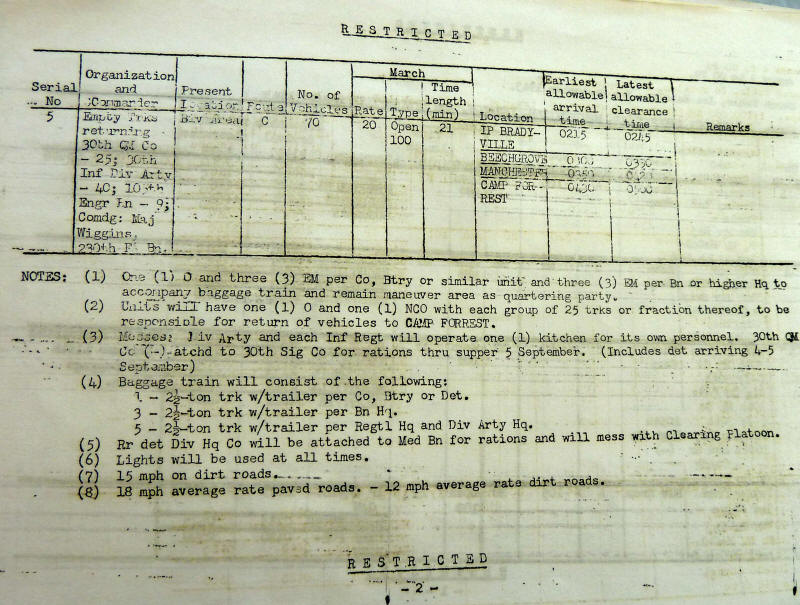 RESTRICTED
Serial No
Organization and Commander
Present Location
Route
No. of Vehicles
March
Rate
Type
Time length (min)
Location
Earliest allowable arrival time
Latest allowable clearance time
Remarks
5
Empty Trks
returning
30th QM Co
- 25; 30th
Inf Div Arty
- 40; 105th
Engr Bn - 9;
Comdg: Maj
Wiggins,
230th FA Bn.
Div Area
C
70
20
Open
100
21
IP BRADY-
VILLE
0215
0245
BEECHGROVE
0300
0330
MANCHESTER
0350
0420
CAMP FOR-
REST
0430
0500
NOTES: (1) One (1) O and three (3) EM per Co, Btry or similar unit and three (3) EM per Bn or higher Hq to
accompany baggage train and remain maneuver area as quartering party.
(2) Units will have one (1) O and one (1) NCO with each group of 25 trks or fraction thereof, to be
responsible for return of vehicles to CAMP FORREST.
(3) Messes: Div Arty and each Inf Regt will operate one (1) kitchen for its own personnel. 30th QM
Co (-) atchd to 30th Sig Co for rations thru supper 5 September. (Includes det arriving 4-5
September)
(4) Baggage train will consist of the following:
1 - 2½-ton trk w/trailer per Co, Btry or Det.
3 - 2½-ton trk w/trailer per Bn Hq.
5 - 2½-ton trk w/trailer per Regtl Hq and Div Arty Hq.
(5) Rr det Div Hq Co will be attached to Med Bn for rations and will mess with Clearing Platoon.
(6) Lights will be used at all times.
(7) 15 mph on dirt roads.
(8) 18 mph average rate paved roads. - 12 mph average rate dirt roads.
RESTRICTED
- 2 -